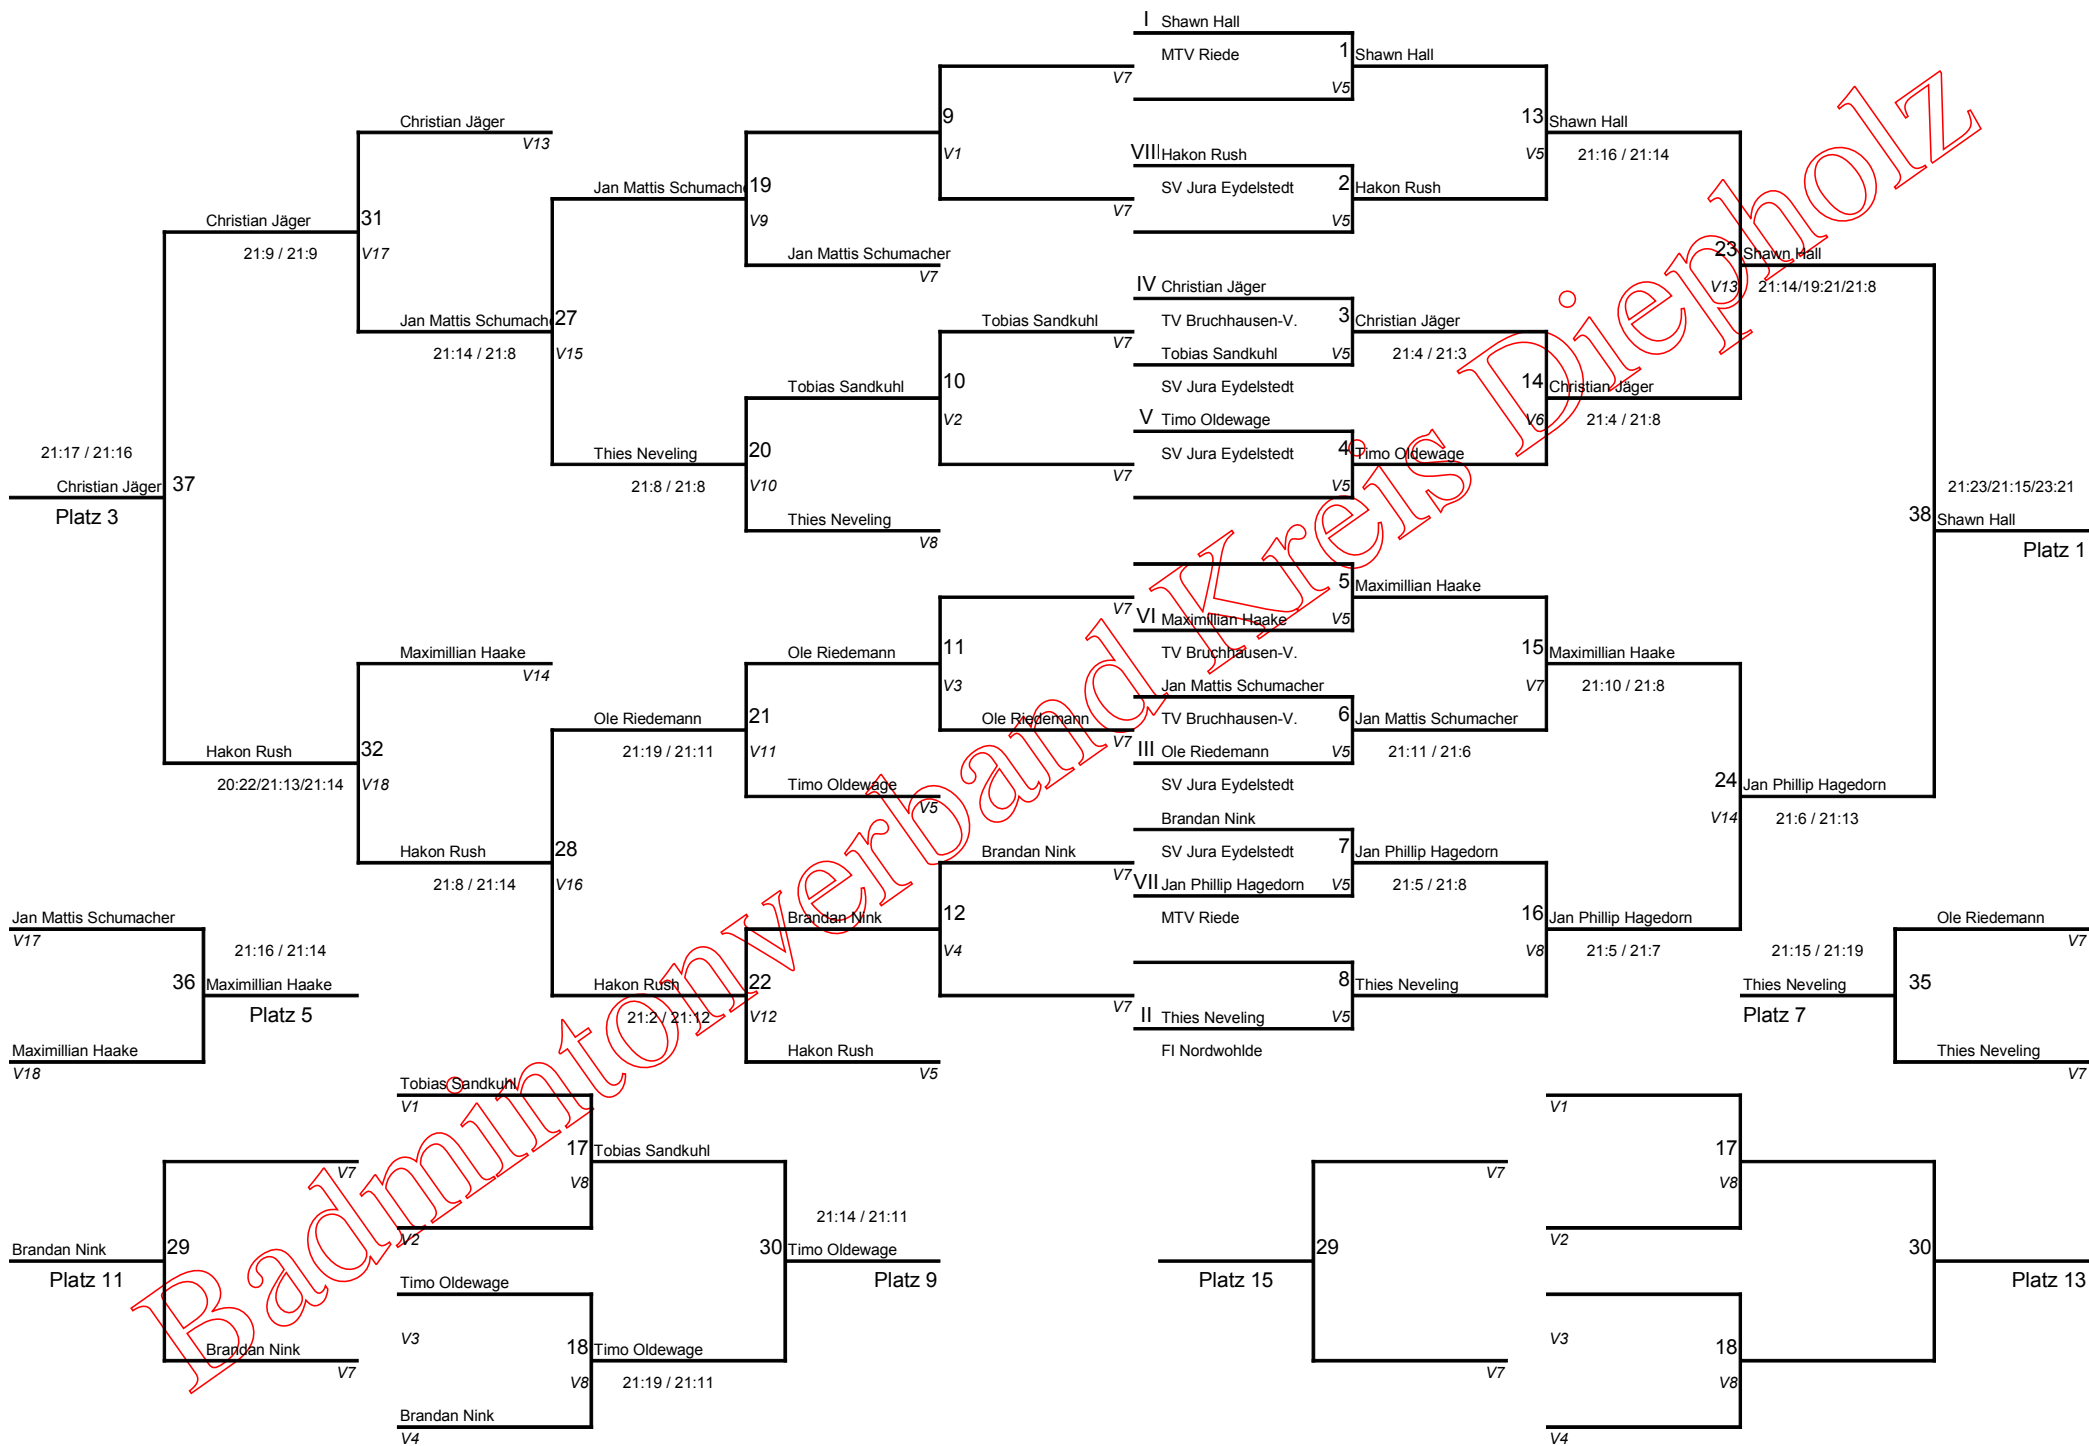 I Shawn Hall
MTV Riede
1 Shawn Hall
V5
V7
9
V1
13 Shawn Hall
V5
21:16 / 21:14
Christian Jäger
V13
VIII Hakon Rush
SV Jura Eydelstedt
2 Hakon Rush
V5
V7
Jan Mattis Schumacher
19
V9
Christian Jäger
21:9 / 21:9
31
V17
Jan Mattis Schumacher
V7
23 Shawn Hall
V13
21:14/19:21/21:8
IV Christian Jäger
TV Bruchhausen-V.
3 Christian Jäger
Tobias Sandkuhl
V5
21:4 / 21:3
SV Jura Eydelstedt
Tobias Sandkuhl
V7
Jan Mattis Schumacher
27
21:14 / 21:8
V15
Tobias Sandkuhl
10
V2
14 Christian Jäger
V6
21:4 / 21:8
V Timo Oldewage
SV Jura Eydelstedt
4 Timo Oldewage
V5
V7
Thies Neveling
20
21:8 / 21:8
V10
Thies Neveling
V8
21:17 / 21:16
Christian Jäger
37
Platz 3
21:23/21:15/23:21
38 Shawn Hall
Platz 1
5 Maximillian Haake
V7
VI Maximillian Haake
V5
TV Bruchhausen-V.
11
V3
15 Maximillian Haake
V7
21:10 / 21:8
Maximillian Haake
V14
Ole Riedemann
Jan Mattis Schumacher
TV Bruchhausen-V.
6 Jan Mattis Schumacher
V5
21:11 / 21:6
Ole Riedemann
V7
III Ole Riedemann
SV Jura Eydelstedt
Ole Riedemann
21
21:19 / 21:11
V11
Hakon Rush
32
20:22/21:13/21:14
V18
Timo Oldewage
V5
24 Jan Phillip Hagedorn
V14
21:6 / 21:13
Brandan Nink
SV Jura Eydelstedt
7 Jan Phillip Hagedorn
V5
21:5 / 21:8
Brandan Nink
V7
VII Jan Phillip Hagedorn
MTV Riede
Hakon Rush
28
21:8 / 21:14
V16
Brandan Nink
12
V4
16 Jan Phillip Hagedorn
V8
21:5 / 21:7
Jan Mattis Schumacher
V17
21:16 / 21:14
36 Maximillian Haake
Platz 5
Maximillian Haake
V18
Hakon Rush
22
21:2 / 21:12
V12
Hakon Rush
V5
8 Thies Neveling
V5
V7
II Thies Neveling
FI Nordwohlde
Ole Riedemann
V7
21:15 / 21:19
Thies Neveling
35
Platz 7
Thies Neveling
V7
Tobias Sandkuhl
V1
17 Tobias Sandkuhl
V8
V2
V7
Brandan Nink
29
Platz 11
Brandan Nink
V7
Timo Oldewage
V3
18 Timo Oldewage
V8
21:19 / 21:11
Brandan Nink
V4
21:14 / 21:11
30 Timo Oldewage
Platz 9
V7
29
Platz 15
V7
V1
17
V8
V2
30
Platz 13
V3
18
V8
V4
Badmintonverband Kreis Diepholz